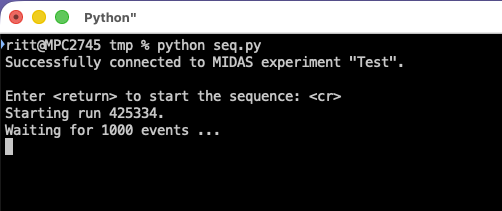 Python"
ritt@MPC2745 tmp % python seq.py
Successfully connected to MIDAS experiment "Test".
Enter <return> to start the sequence: <cr>
Starting run 425334.
Waiting for 1000 events ...